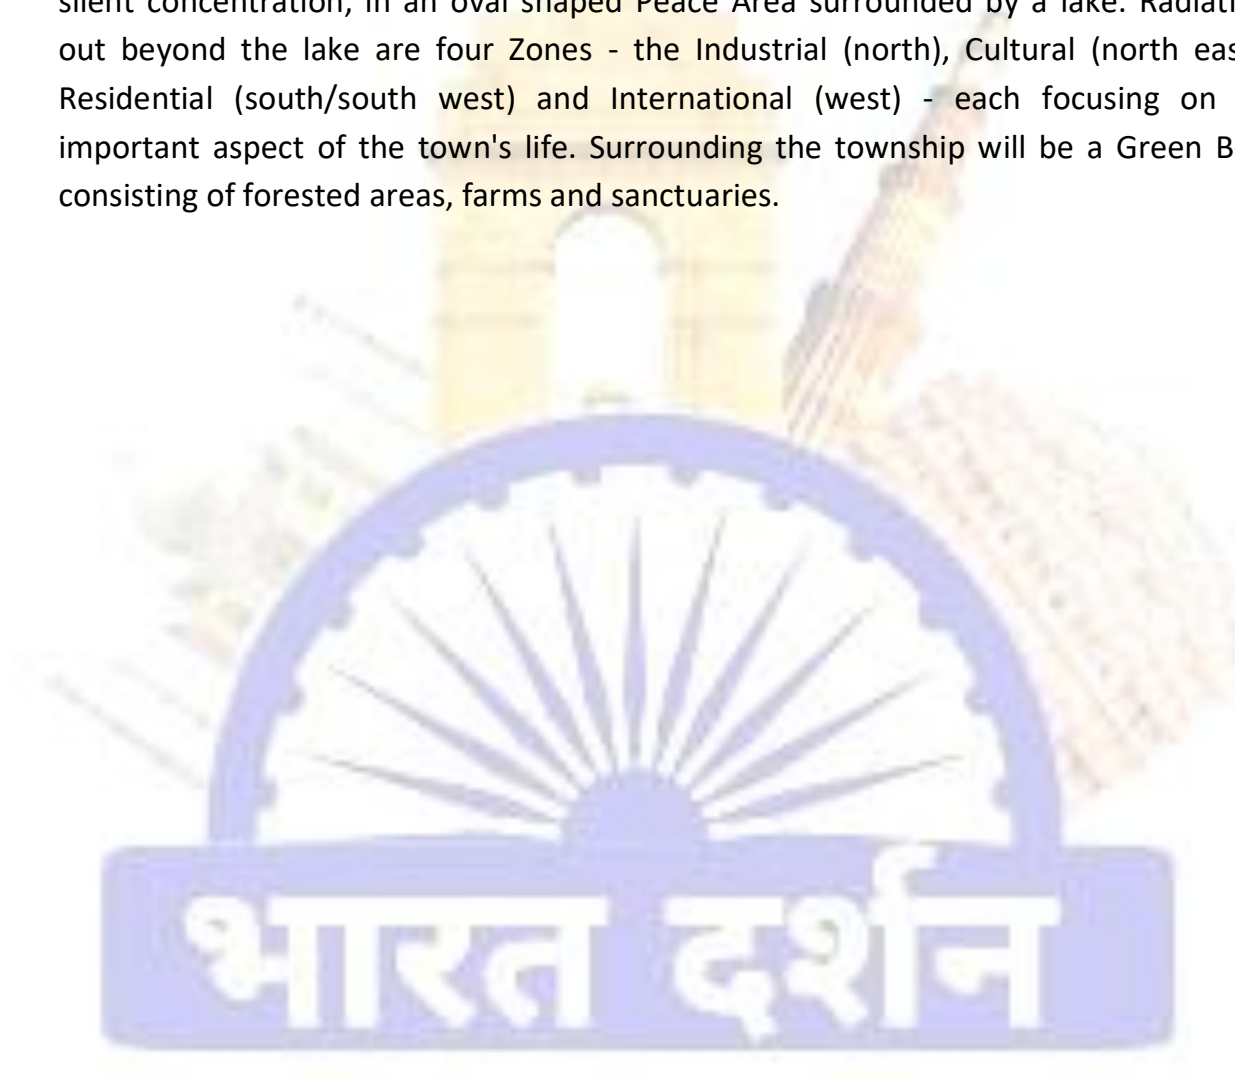 silent concentration, in an oval shaped Peace Area surrounded by a lake. Radiati
out beyond the lake are four Zones - the Industrial (north), Cultural (north eas
Residential (south/south west) and International (west) - each focusing on
important aspect of the town's life. Surrounding the township will be a Green B
consisting of forested areas, farms and sanctuaries.
भारत दर्शन